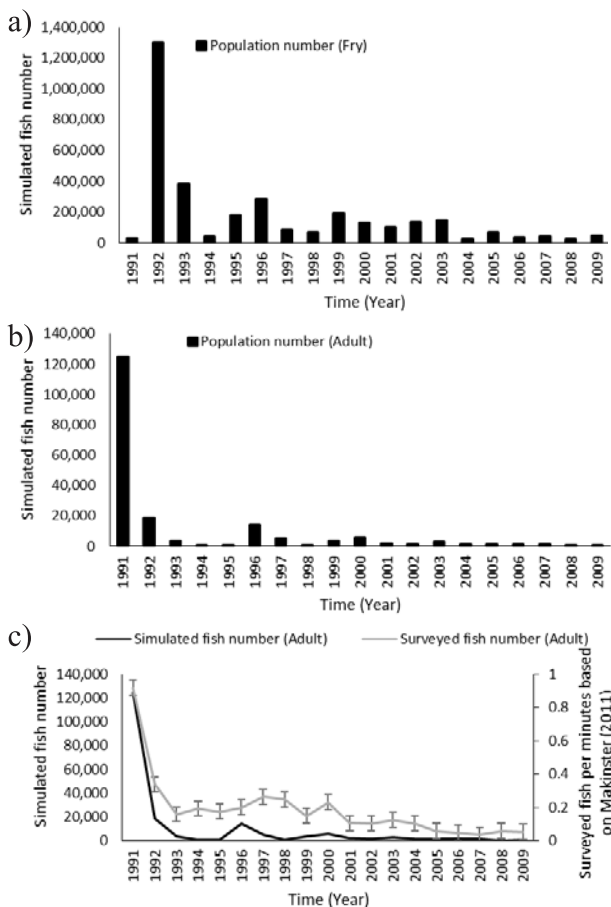 a)
Population number (Fry)
Simulated fish number
1,400,000
1,200,000
1,000,000
800,000
600,000
400,000
200,000
0
1991 1992 1993 1994 1995 1996 1997 1998 1999 2000 2001 2002 2003 2004 2005 2006 2007 2008 2009
Time (Year)
b)
Population number (Adult)
Simulated fish number
140,000
120,000
100,000
80,000
60,000
40,000
20,000
0
1991 1992 1993 1994 1995 1996 1997 1998 1999 2000 2001 2002 2003 2004 2005 2006 2007 2008 2009
Time (Year)
c)
Simulated fish number (Adult) Surveyed fish number (Adult)
Simulated fish number
140,000
120,000
100,000
80,000
60,000
40,000
20,000
0
1
0.8
0.6
0.4
0.2
0
Surveyed fish per minutes based
on Makinster (2011)
1991 1992 1993 1994 1995 1996 1997 1998 1999 2000 2001 2002 2003 2004 2005 2006 2007 2008 2009
Time (Year)